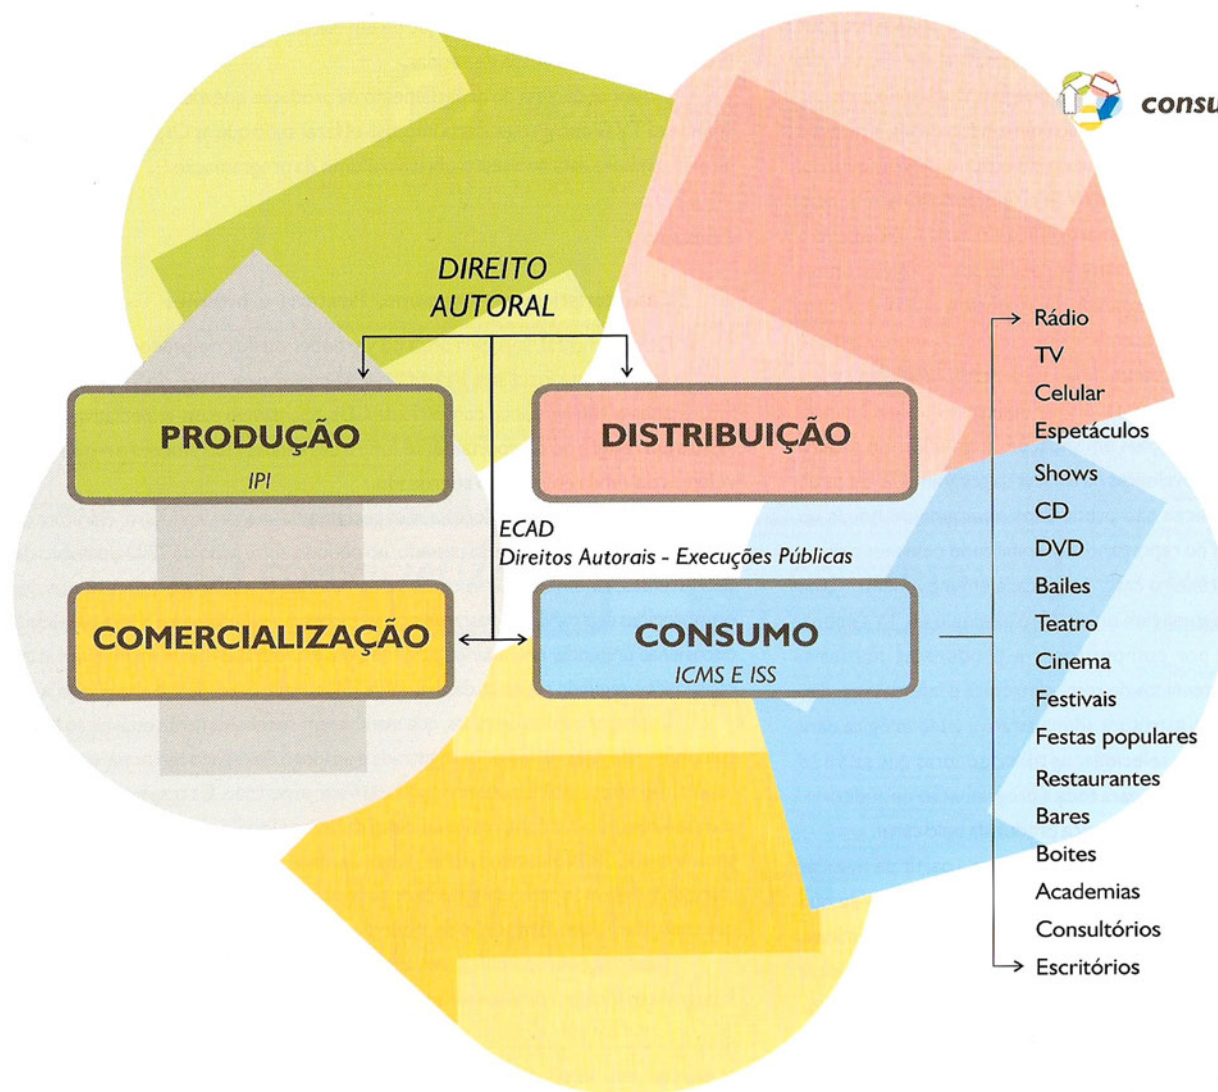 DIREITO
AUTORAL
PRODUÇÃO
IPI
DISTRIBUIÇÃO
ECAD
Direitos Autorais - Execuções Públicas
COMERCIALIZAÇÃO
CONSUMO
ICMS E ISS
Rádio
TV
Celular
Espetáculos
Shows
CD
DVD
Bailes
Teatro
Cinema
Festivais
Festas populares
Restaurantes
Bares
Boites
Academias
Consultórios
Escritórios